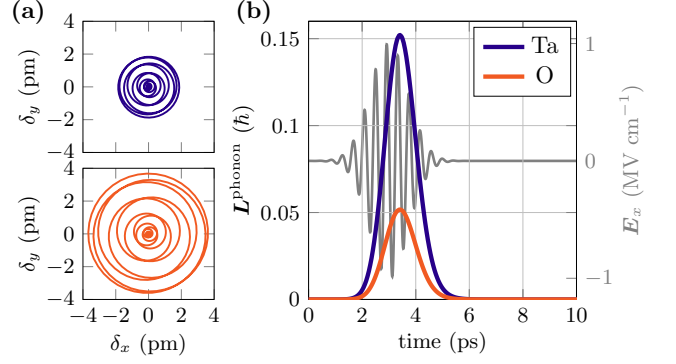 (a)
4
2
0
−2
−4
δy (pm)
4
2
0
−2
−4
δy (pm)
−4 −2 0 2 4
δx (pm)
(b)
0.15
0.1
0.05
0
L^phonon (ħ)
Ta
O
1
0
−1
E_x (MV cm⁻¹)
0 2 4 6 8 10
time (ps)